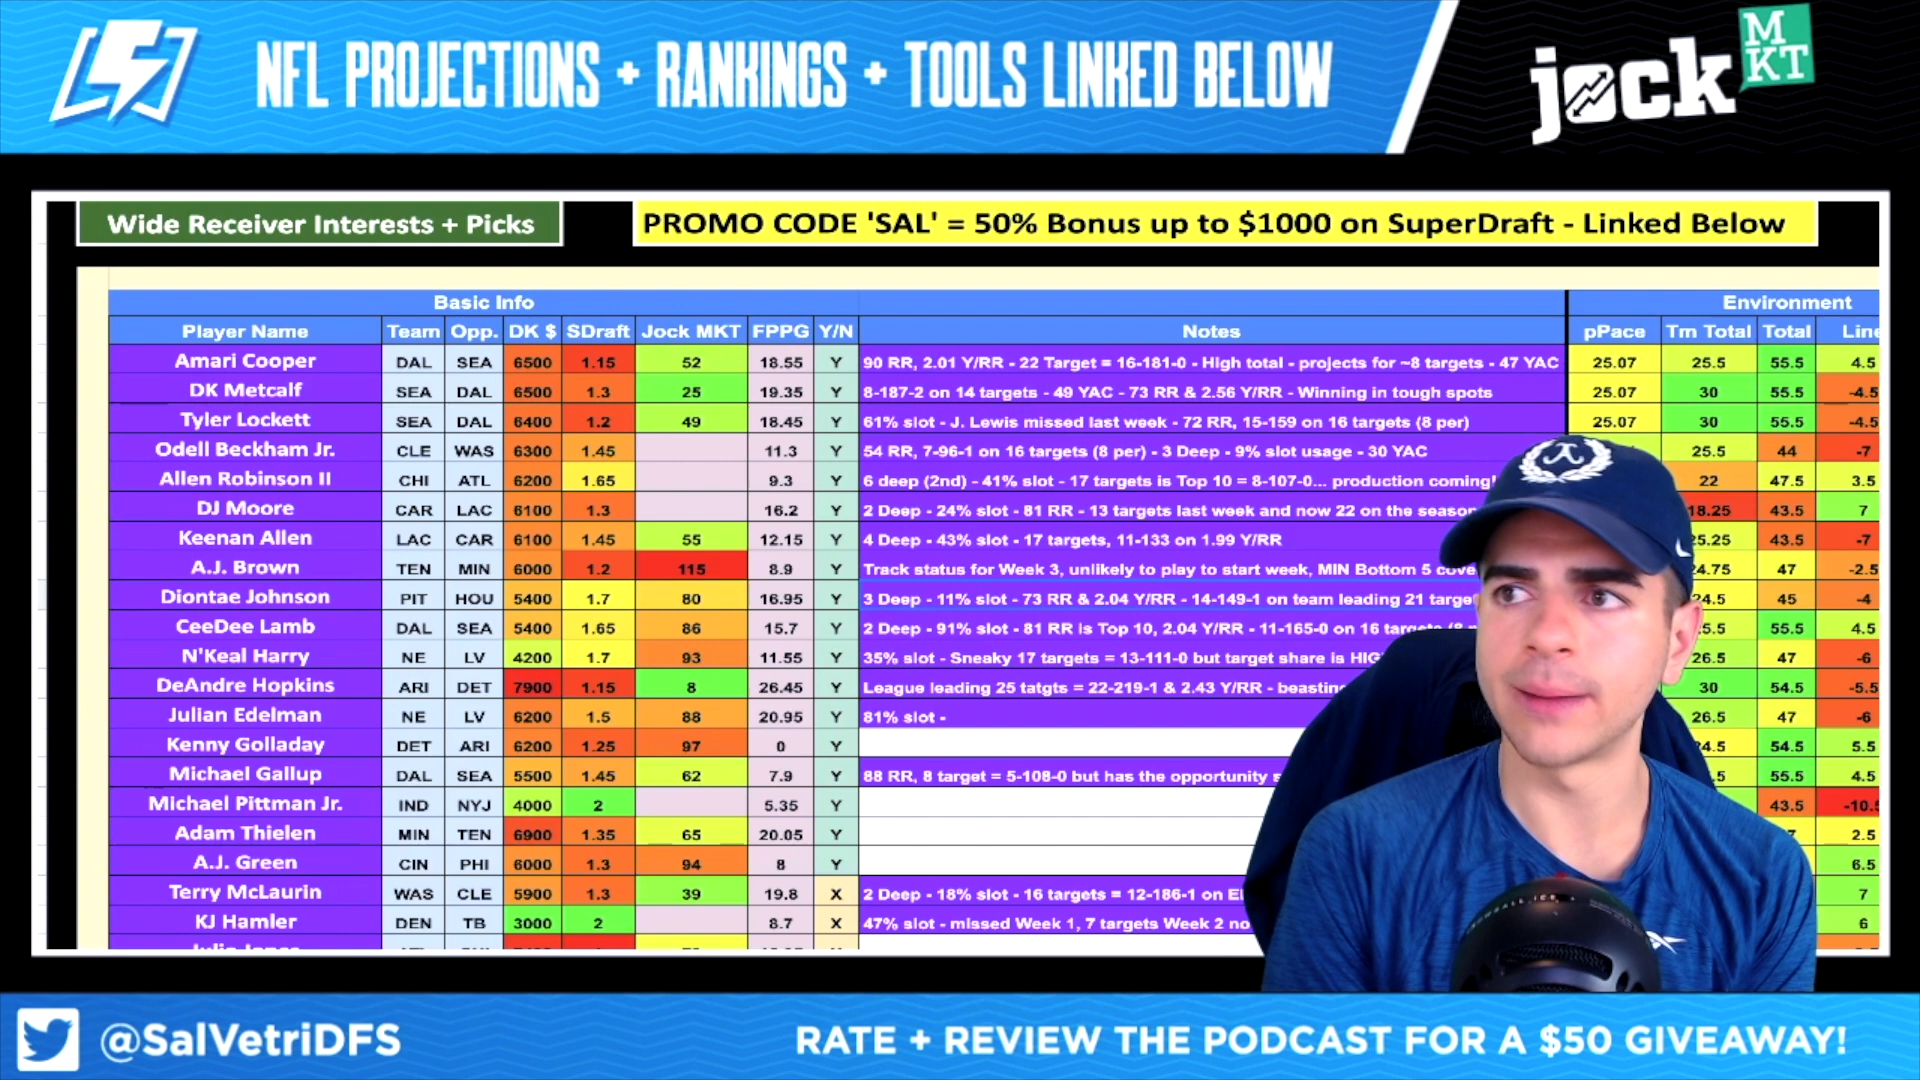 NFL PROJECTIONS + RANKINGS + TOOLS LINKED BELOW
jock MKT
Wide Receiver Interests + Picks
PROMO CODE 'SAL' = 50% Bonus up to $1000 on SuperDraft - Linked Below
Basic Info Environment
Player Name Team Opp. DK $ SDraft Jock MKT FPPG Y/N Notes pPace Tm Total Total Line
Amari Cooper DAL SEA 6500 1.15 52 18.55 Y 90 RR, 2.01 Y/RR - 22 Target = 16-181-0 - High total - projects for ~8 targets - 47 YAC 25.07 25.5 55.5 4.5
DK Metcalf SEA DAL 6500 1.3 25 19.35 Y 8-187-2 on 14 targets - 49 YAC - 73 RR & 2.56 Y/RR - Winning in tough spots 25.07 30 55.5 -4.5
Tyler Lockett SEA DAL 6400 1.2 49 18.45 Y 61% slot - J. Lewis missed last week - 72 RR, 15-159 on 16 targets (8 per) 25.07 30 55.5 -4.5
Odell Beckham Jr. CLE WAS 6300 1.45 11.3 Y 54 RR, 7-96-1 on 16 targets (8 per) - 3 Deep - 9% slot usage - 30 YAC 25.5 44 -7
Allen Robinson II CHI ATL 6200 1.65 9.3 Y 6 deep (2nd) - 41% slot - 17 targets is Top 10 = 8-107-0... production coming! 22 47.5 3.5
DJ Moore CAR LAC 6100 1.3 16.2 Y 2 Deep - 24% slot - 81 RR - 13 targets last week and now 22 on the season 18.25 43.5 7
Keenan Allen LAC CAR 6100 1.45 55 12.15 Y 4 Deep - 43% slot - 17 targets, 11-133 on 1.99 Y/RR 5.25 43.5 -7
A.J. Brown TEN MIN 6000 1.2 115 8.9 Y Track status for Week 3, unlikely to play to start week, MIN Bottom 5 cove 24.75 47 -2.5
Diontae Johnson PIT HOU 5400 1.7 80 16.95 Y 3 Deep - 11% slot - 73 RR & 2.04 Y/RR - 14-149-1 on team leading 21 target 24.5 45 -4
CeeDee Lamb DAL SEA 5400 1.65 86 15.7 Y 2 Deep - 91% slot - 81 RR is Top 10, 2.04 Y/RR - 11-165-0 on 16 targets 5.5 55.5 4.5
N'Keal Harry NE LV 4200 1.7 93 11.55 Y 35% slot - Sneaky 17 targets = 13-111-0 but target share is HIG 26.5 47 -6
DeAndre Hopkins ARI DET 7900 1.15 8 26.45 Y League leading 25 tatgts = 22-219-1 & 2.43 Y/RR - beasting 30 54.5 -5.5
Julian Edelman NE LV 6200 1.5 88 20.95 Y 81% slot - 26.5 47 -6
Kenny Golladay DET ARI 6200 1.25 97 0 Y 24.5 54.5 5.5
Michael Gallup DAL SEA 5500 1.45 62 7.9 Y 88 RR, 8 target = 5-108-0 but has the opportunity .5 55.5 4.5
Michael Pittman Jr. IND NYJ 4000 2 5.35 Y 43.5 -10.5
Adam Thielen MIN TEN 6900 1.35 65 20.05 Y 7 2.5
A.J. Green CIN PHI 6000 1.3 94 8 Y 6.5
Terry McLaurin WAS CLE 5900 1.3 39 19.8 X 2 Deep - 18% slot - 16 targets = 12-186-1 on 7
KJ Hamler DEN TB 3000 2 8.7 X 47% slot - missed Week 1, 7 targets Week 2 no 6
@SalVetriDFS
RATE + REVIEW THE PODCAST FOR A $50 GIVEAWAY!